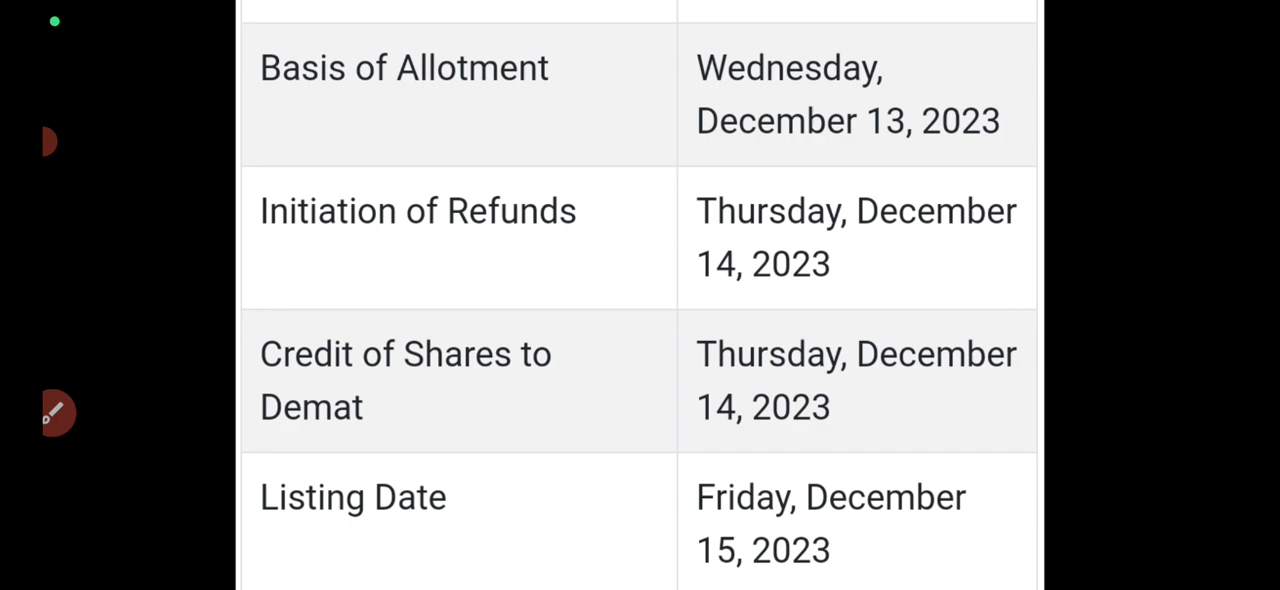 Basis of Allotment
Wednesday,
December 13, 2023
Initiation of Refunds
Thursday, December
14, 2023
Credit of Shares to
Demat
Thursday, December
14, 2023
Listing Date
Friday, December
15, 2023